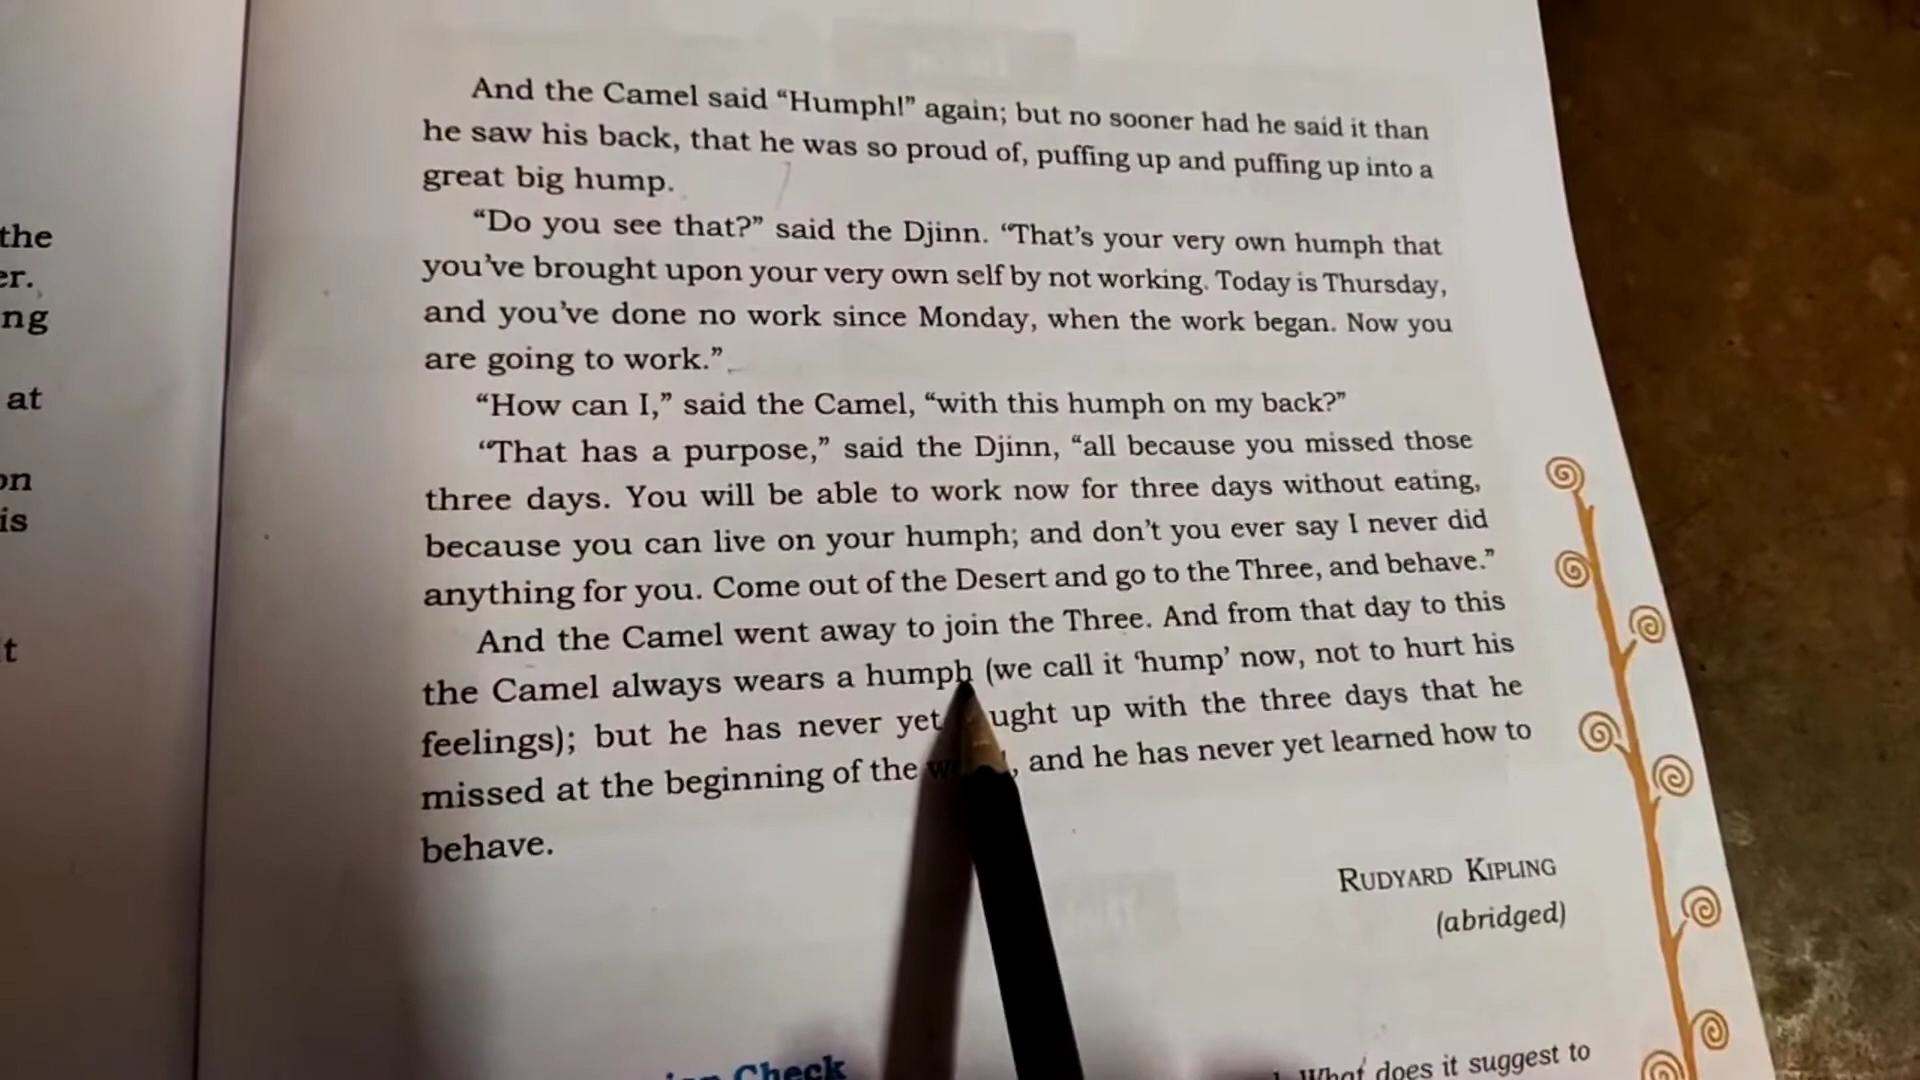 the
er.
ng
at
on
is
t
And the Camel said “Humph!” again; but no sooner had he said it than
he saw his back, that he was so proud of, puffing up and puffing up into a
great big hump.
“Do you see that?” said the Djinn. “That’s your very own humph that
you’ve brought upon your very own self by not working. Today is Thursday,
and you’ve done no work since Monday, when the work began. Now you
are going to work.”
“How can I,” said the Camel, “with this humph on my back?”
“That has a purpose,” said the Djinn, “all because you missed those
three days. You will be able to work now for three days without eating,
because you can live on your humph; and don’t you ever say I never did
anything for you. Come out of the Desert and go to the Three, and behave.”
And the Camel went away to join the Three. And from that day to this
the Camel always wears a humph (we call it ‘hump’ now, not to hurt his
feelings); but he has never yet ught up with the three days that he
missed at the beginning of the , and he has never yet learned how to
behave.
RUDYARD KIPLING
(abridged)
Check
What does it suggest to